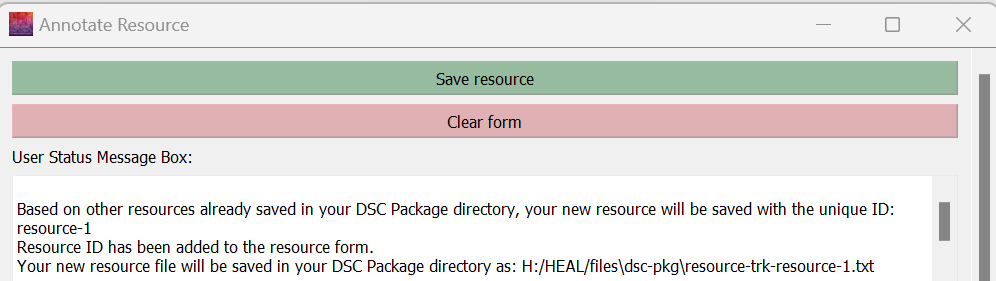 Annotate Resource
Save resource
Clear form
User Status Message Box:
Based on other resources already saved in your DSC Package directory, your new resource will be saved with the unique ID:
resource-1
Resource ID has been added to the resource form.
Your new resource file will be saved in your DSC Package directory as: H:/HEAL/files\dsc-pkg\resource-trk-resource-1.txt